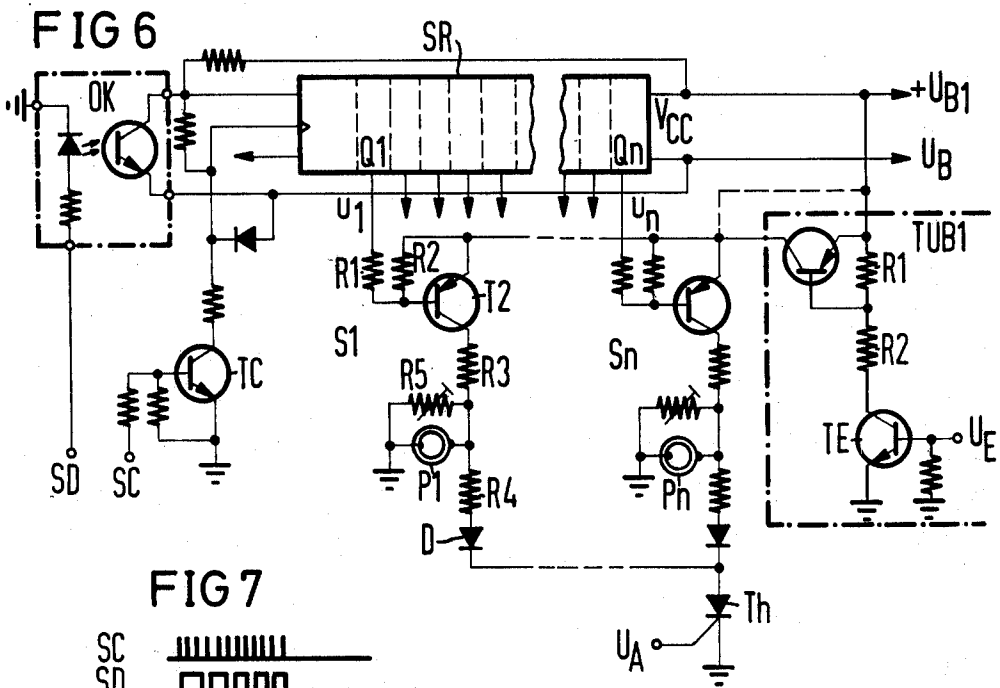 FIG 6
SR
OK
+UB1
VCC
Q1
Qn
UB
U1
Un
TUB1
R1
R2
R1
T2
S1
Sn
R2
TC
R5
R3
TE
UE
SD
SC
P1
R4
Pn
D
FIG 7
Th
SC
UA
SD